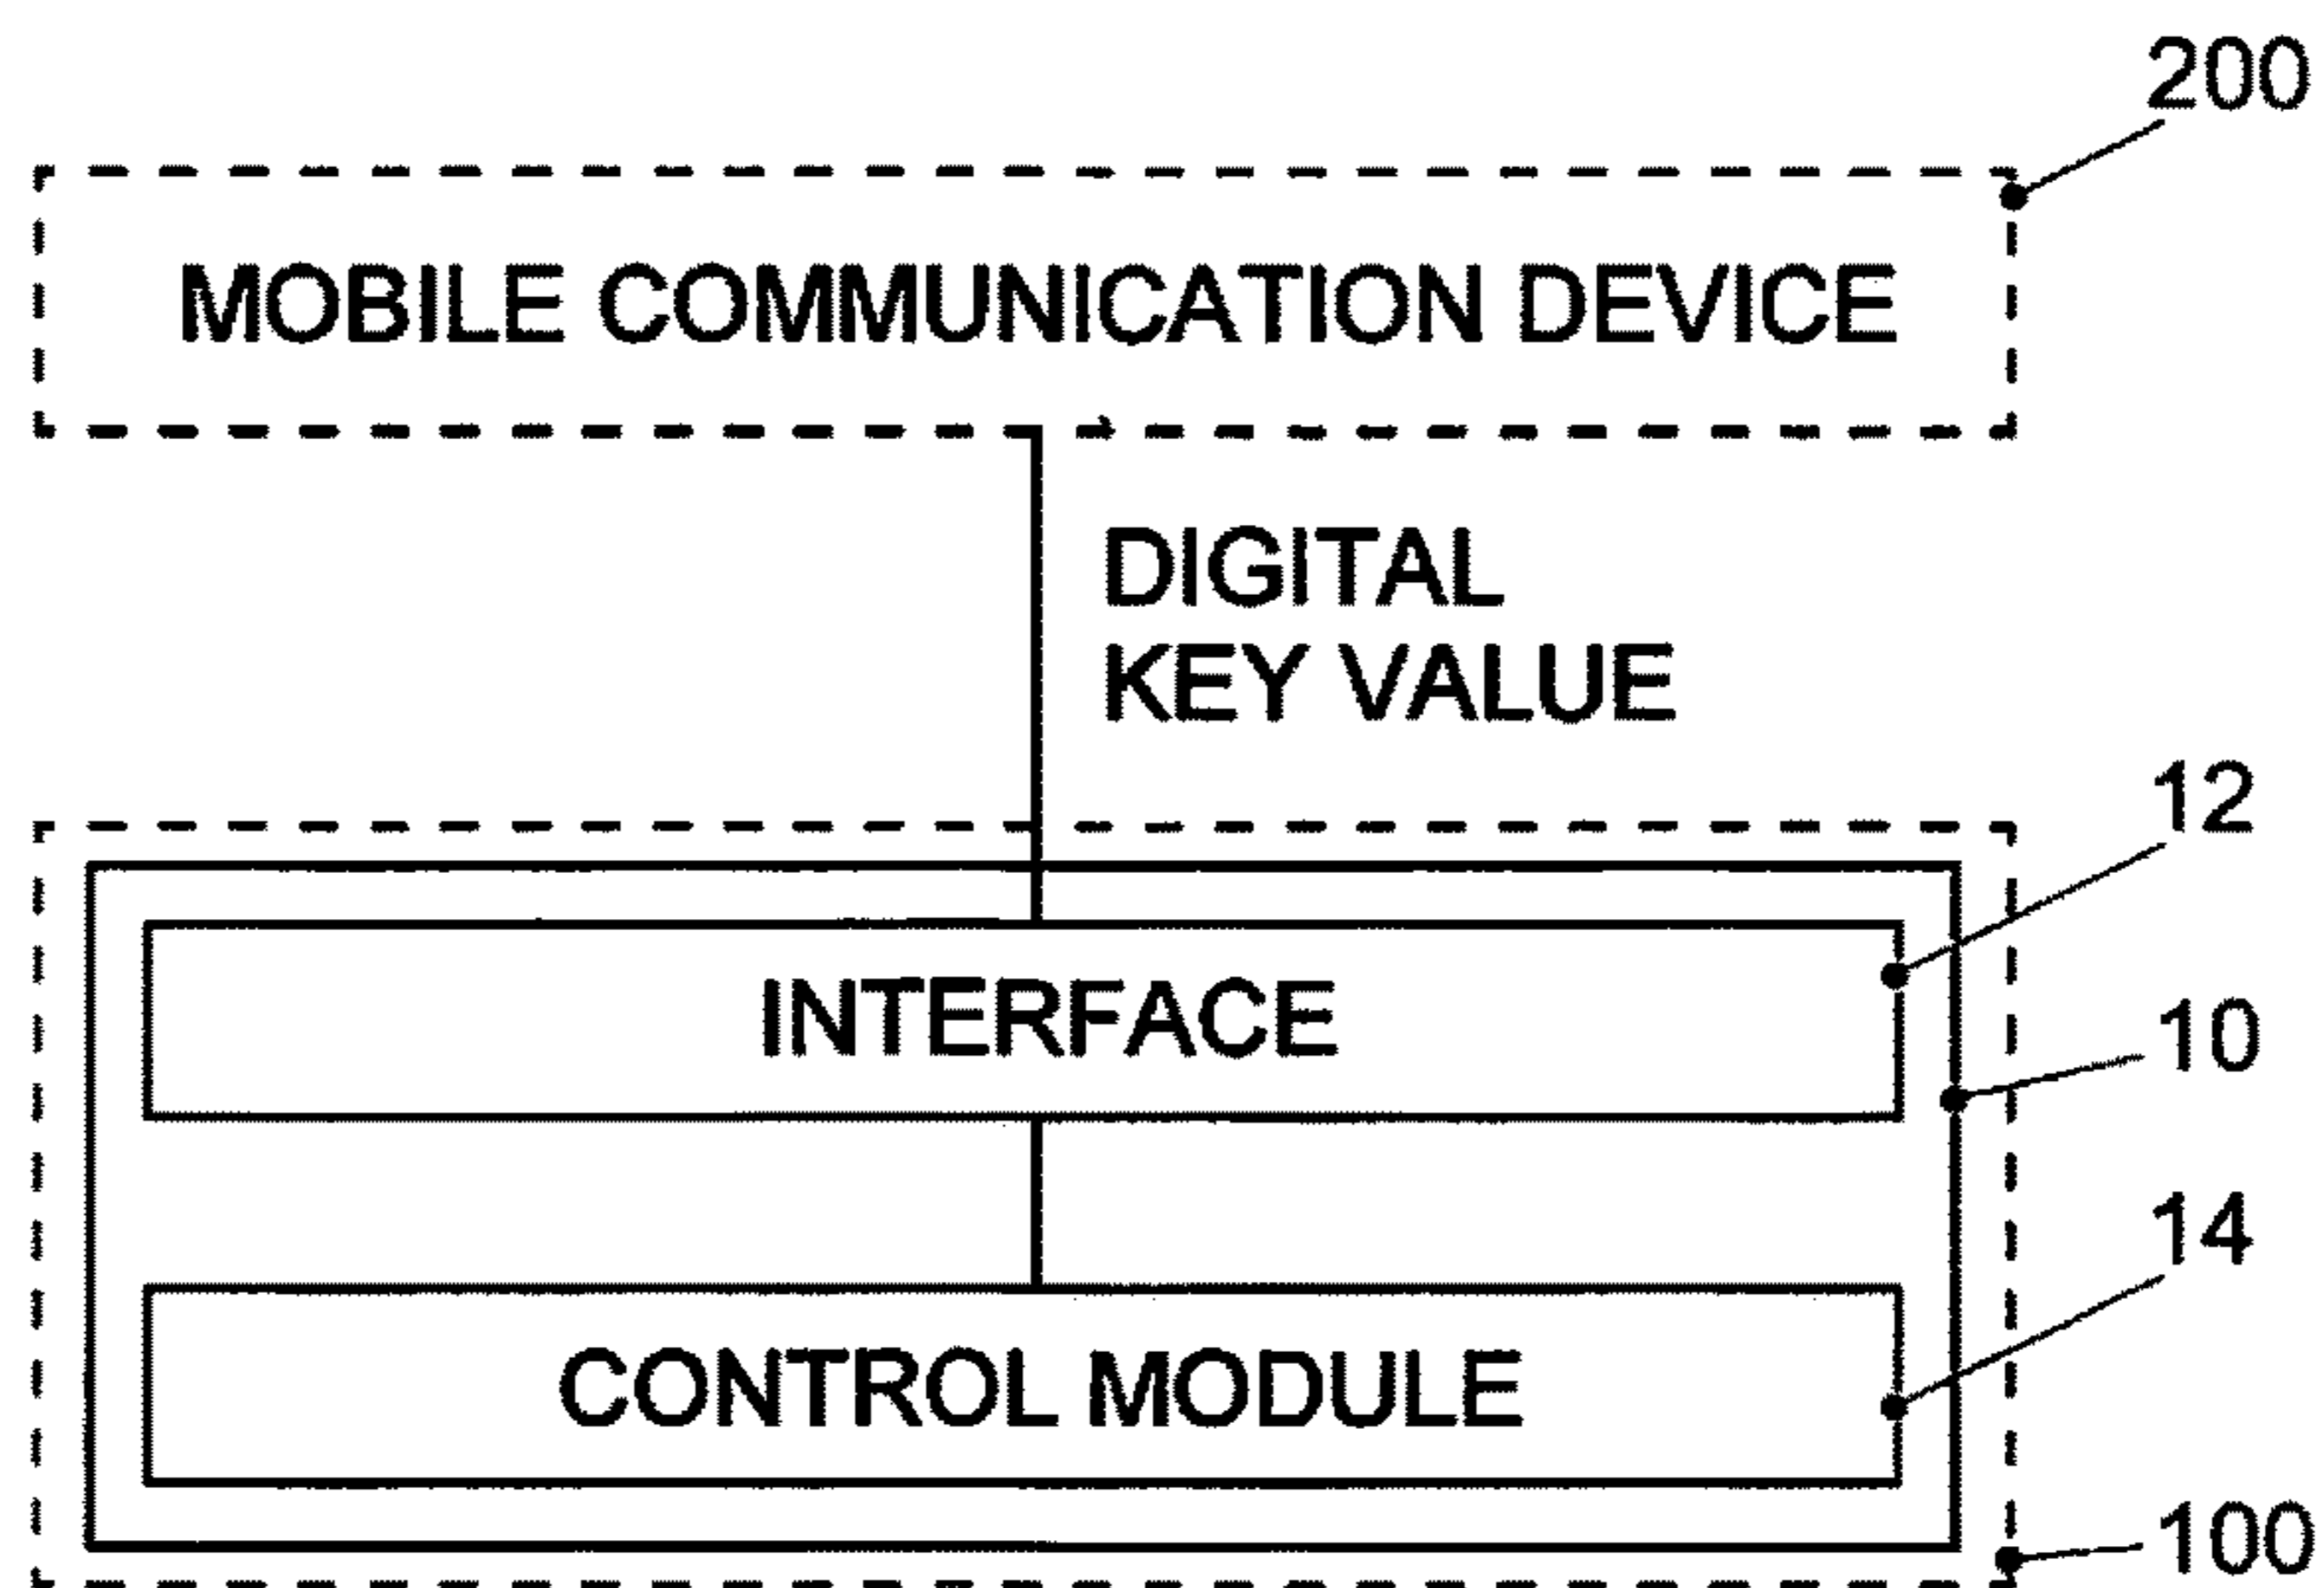 200
MOBILE COMMUNICATION DEVICE
DIGITAL
KEY VALUE
12
INTERFACE
10
14
CONTROL MODULE
100